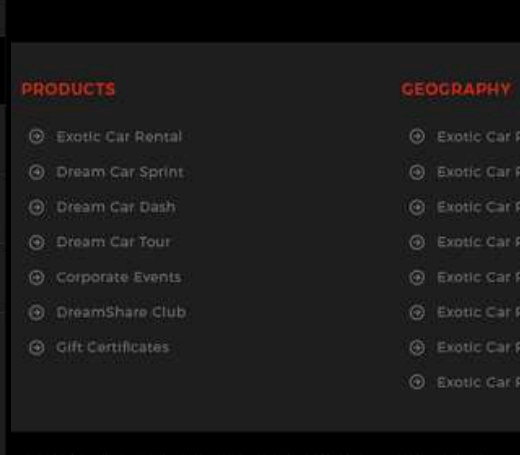 PRODUCTS
Exotic Car Rental
Dream Car Sprint
Dream Car Dash
Dream Car Tour
Corporate Events
DreamShare Club
Gift Certificates
GEOGRAPHY
Exotic Car
Exotic Car
Exotic Car
Exotic Car
Exotic Car
Exotic Car
Exotic Car
Exotic Car